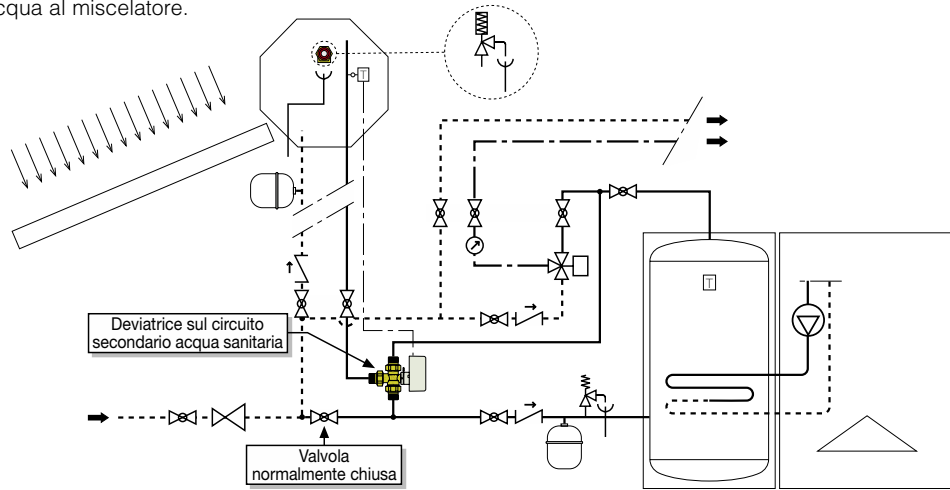 cqua al miscelatore.
T
T
Deviatrice sul circuito
secondario acqua sanitaria
Valvola
normalmente chiusa